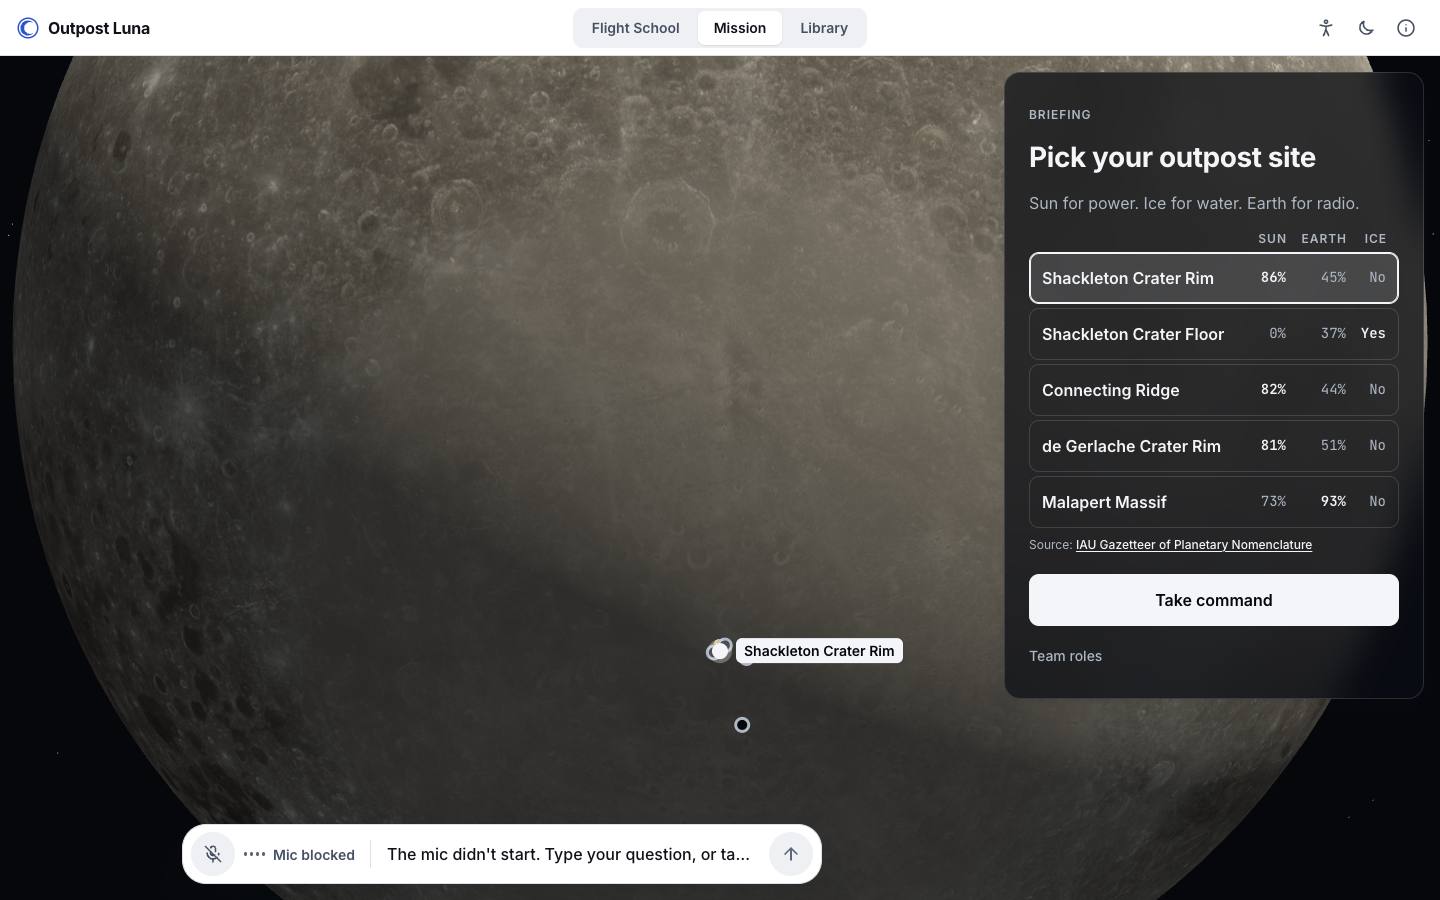 Outpost Luna
Flight School Mission Library
BRIEFING
Pick your outpost site
Sun for power. Ice for water. Earth for radio.
SUN EARTH ICE
Shackleton Crater Rim 86% 45% No
Shackleton Crater Floor 0% 37% Yes
Connecting Ridge 82% 44% No
de Gerlache Crater Rim 81% 51% No
Malapert Massif 73% 93% No
Source: IAU Gazetteer of Planetary Nomenclature
Take command
Team roles
Shackleton Crater Rim
Mic blocked The mic didn't start. Type your question, or ta...